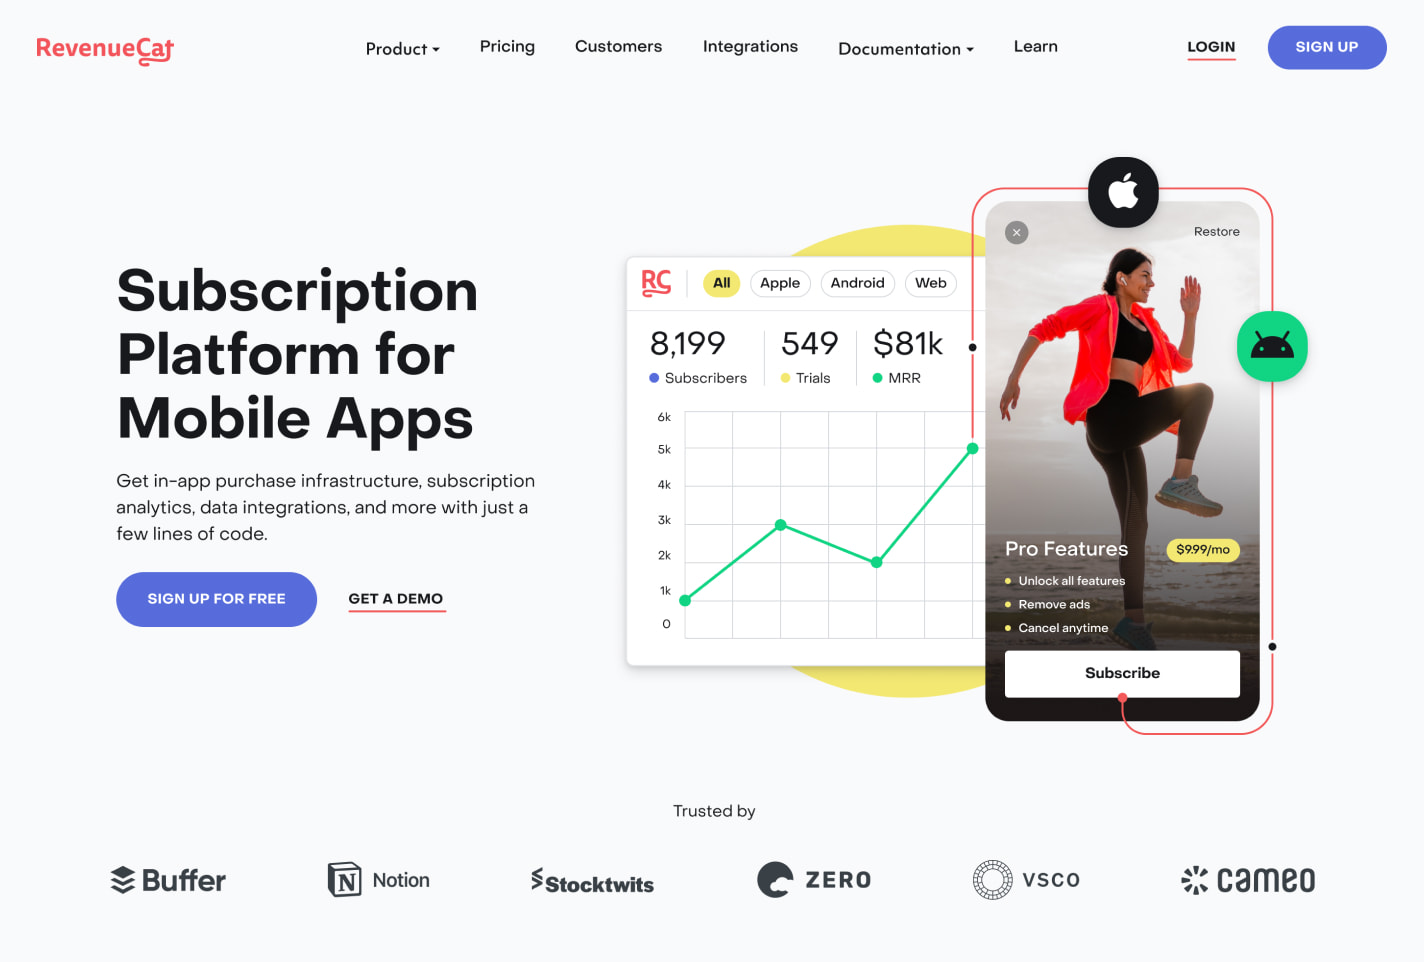 RevenueCat
Product
Pricing
Customers
Integrations
Documentation
Learn
LOGIN
SIGN UP
Subscription
Platform for
Mobile Apps
Get in-app purchase infrastructure, subscription
analytics, data integrations, and more with just a
few lines of code.
SIGN UP FOR FREE
GET A DEMO
RC
All
Apple
Android
Web
8,199
Subscribers
549
Trials
$81k
MRR
6k
5k
4k
3k
2k
1k
0
Restore
Pro Features
$9.99/mo
Unlock all features
Remove ads
Cancel anytime
Subscribe
Trusted by
Buffer
N Notion
Stocktwits
ZERO
VSCO
cameo